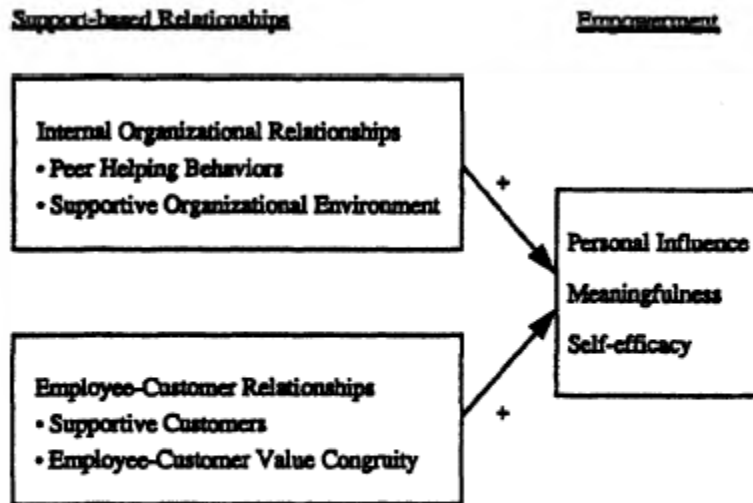 Support-based Relationships
Empowerment
Internal Organizational Relationships
• Peer Helping Behaviors
• Supportive Organizational Environment
+
Personal Influence
Meaningfulness
Self-efficacy
Employee-Customer Relationships
• Supportive Customers
• Employee-Customer Value Congruity
+